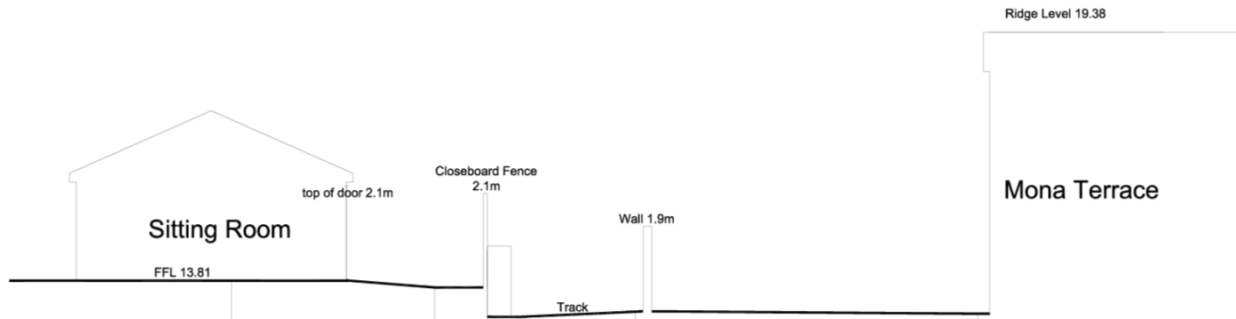 Ridge Level 19.38
Closeboard Fence
2.1m
top of door 2.1m
Mona Terrace
Sitting Room
Wall 1.9m
FFL 13.81
Track